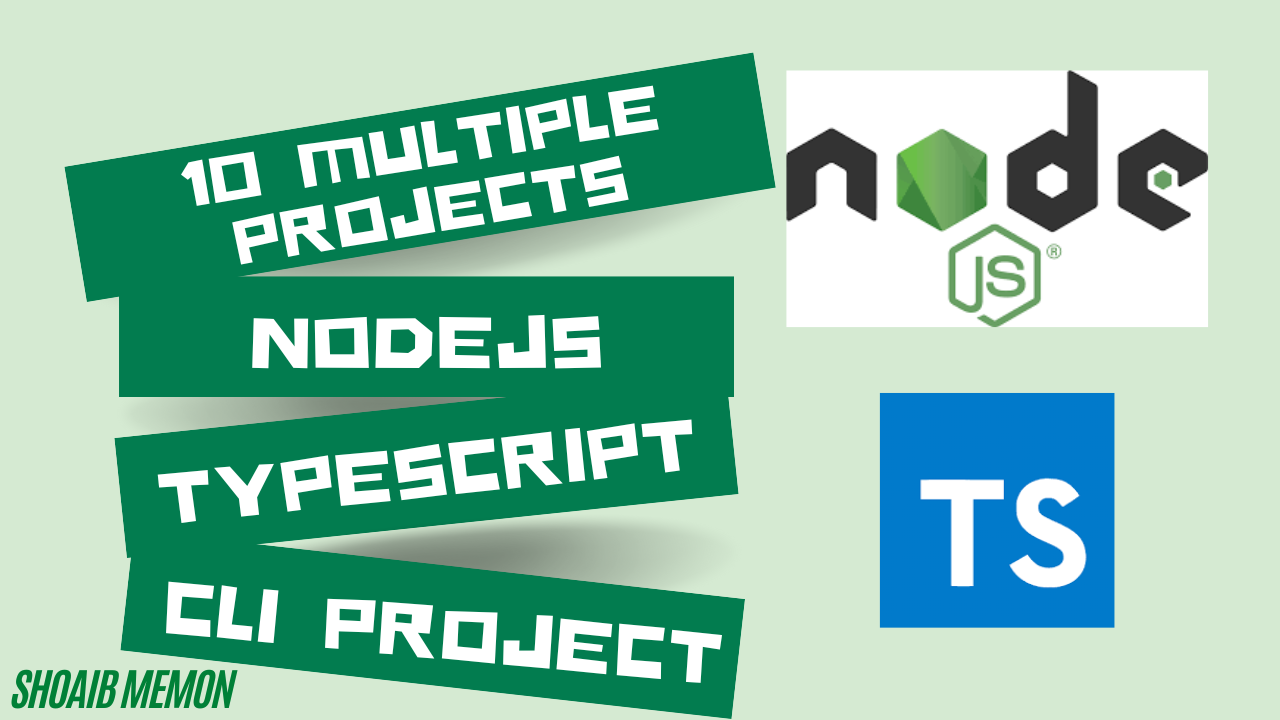 10 MULTIPLE
PROJECTS
NODEJS
TYPESCRIPT
CLI PROJECT
SHOAIB MEMON
node
JS®
TS